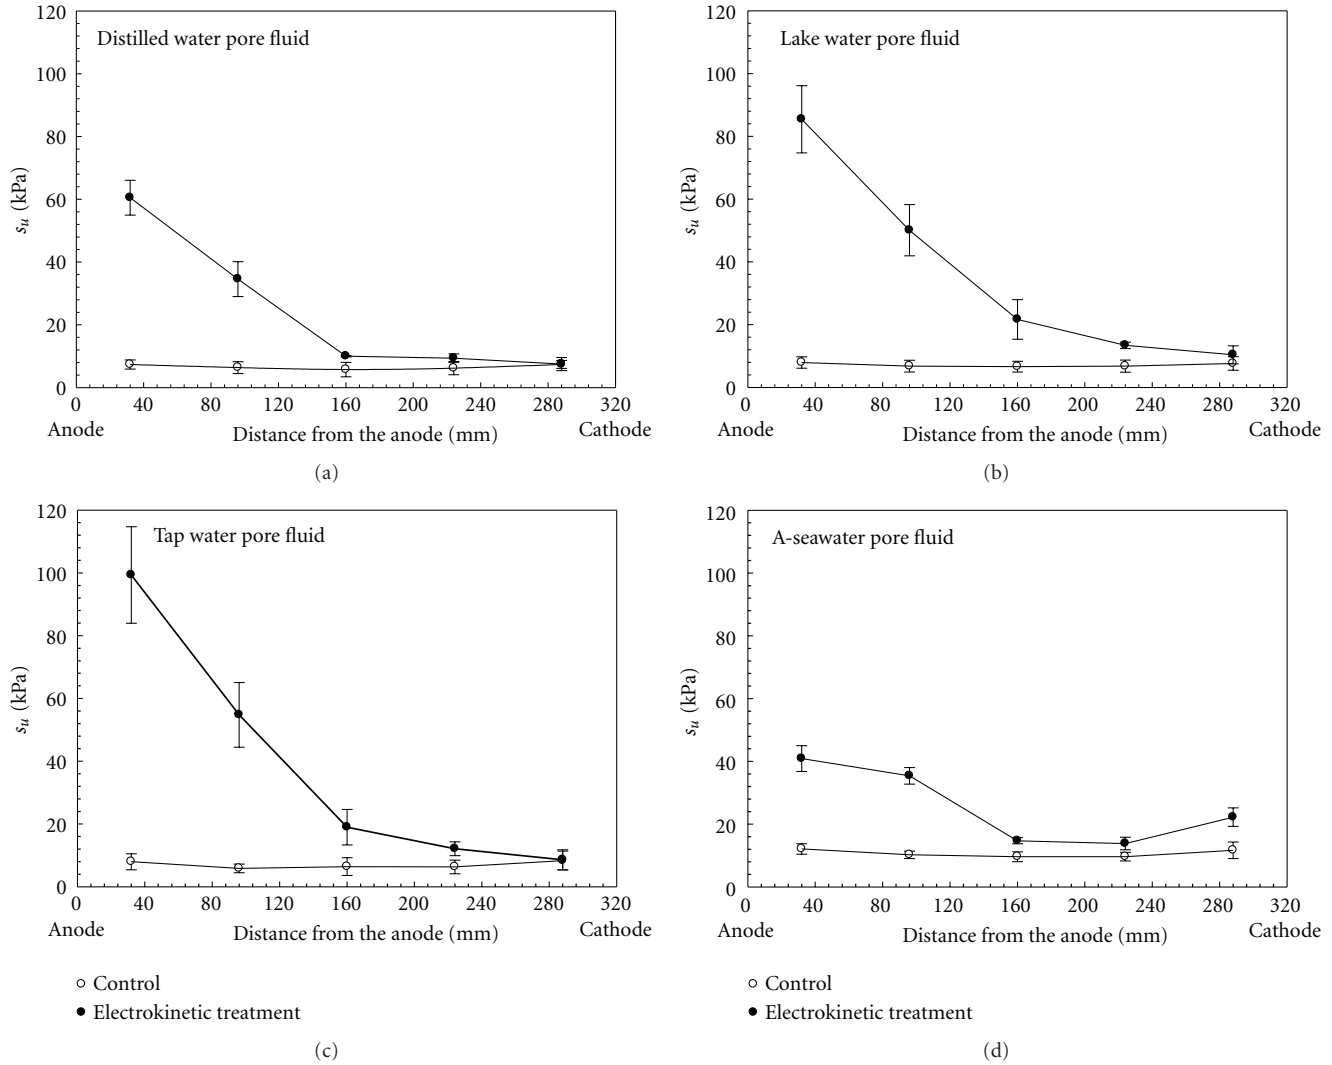 Distilled water pore fluid
120
100
80
60
40
20
0
s_u (kPa)
0 40 80 120 160 200 240 280 320
Anode Distance from the anode (mm) Cathode
(a)
Lake water pore fluid
120
100
80
60
40
20
0
s_u (kPa)
0 40 80 120 160 200 240 280 320
Anode Distance from the anode (mm) Cathode
(b)
Tap water pore fluid
120
100
80
60
40
20
0
s_u (kPa)
0 40 80 120 160 200 240 280 320
Anode Distance from the anode (mm) Cathode
Control
Electrokinetic treatment
(c)
A-seawater pore fluid
120
100
80
60
40
20
0
s_u (kPa)
0 40 80 120 160 200 240 280 320
Anode Distance from the anode (mm) Cathode
Control
Electrokinetic treatment
(d)